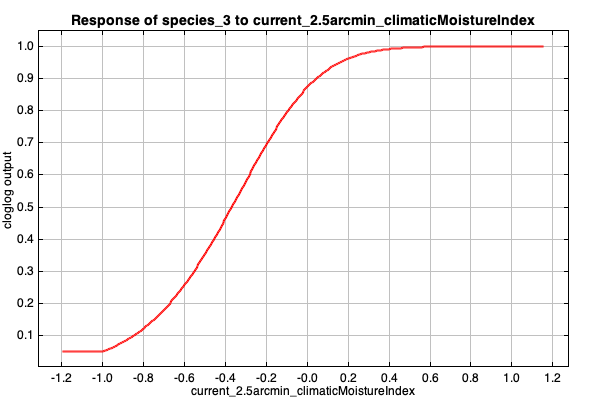 Response of species_3 to current_2.5arcmin_climaticMoistureIndex
1.0
0.9
0.8
0.7
0.6
0.5
0.4
0.3
0.2
0.1
cloglog output
-1.2 -1.0 -0.8 -0.6 -0.4 -0.2 -0.0 0.2 0.4 0.6 0.8 1.0 1.2
current_2.5arcmin_climaticMoistureIndex